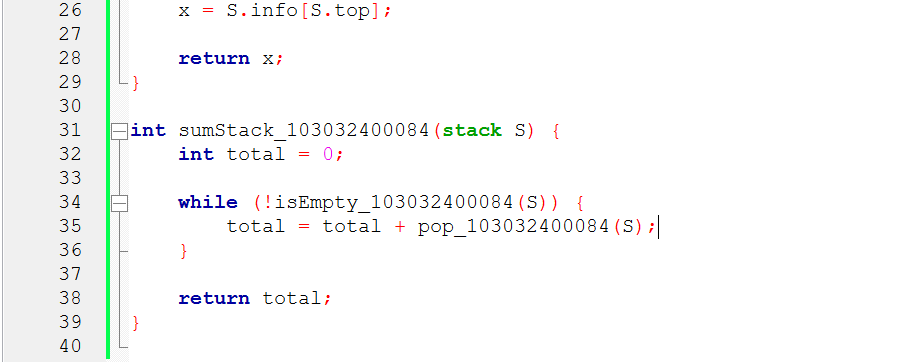 26 x = S.info[S.top];
27
28 return x;
29 }
30
31 int sumStack_103032400084(stack S) {
32 int total = 0;
33
34 while (!isEmpty_103032400084(S)) {
35 total = total + pop_103032400084(S);
36 }
37
38 return total;
39 }
40